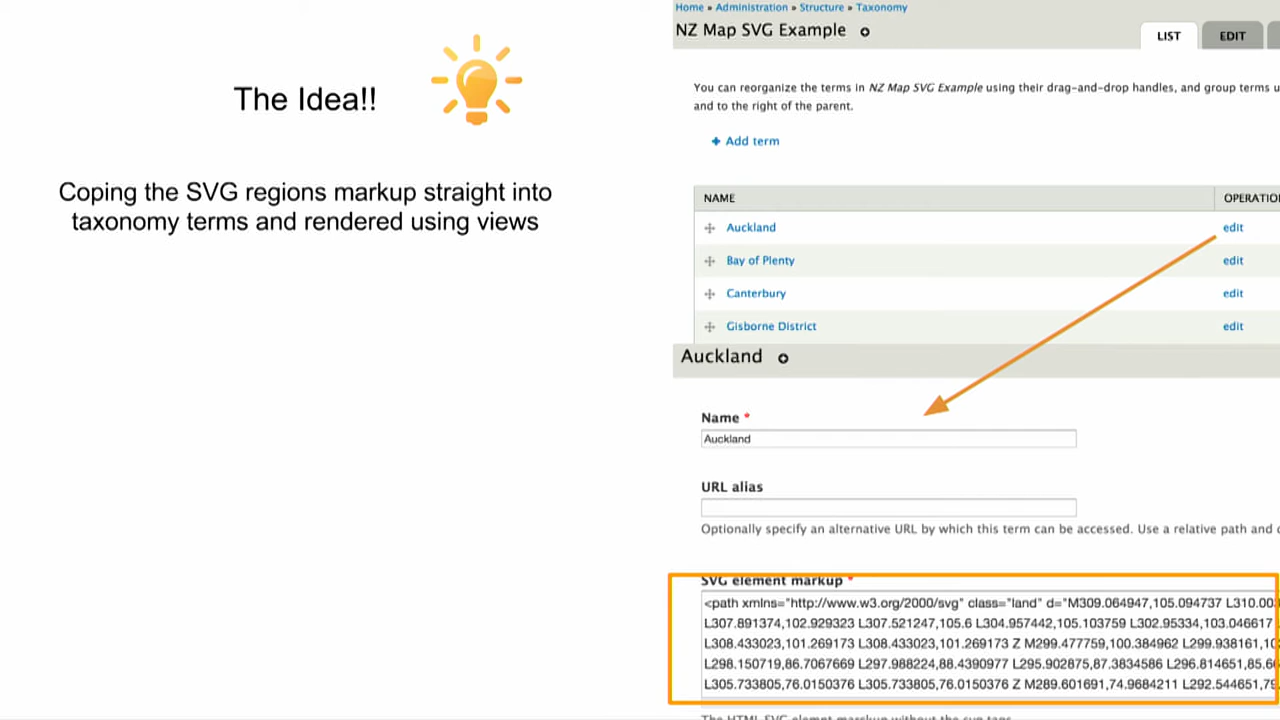 The Idea!!
Coping the SVG regions markup straight into
taxonomy terms and rendered using views
Home » Administration » Structure » Taxonomy
NZ Map SVG Example
LIST
EDIT
You can reorganize the terms in NZ Map SVG Example using their drag-and-drop handles, and group terms u
and to the right of the parent.
Add term
NAME
OPERATIO
Auckland
edit
Bay of Plenty
edit
Canterbury
edit
Gisborne District
edit
Auckland
Name *
Auckland
URL alias
Optionally specify an alternative URL by which this term can be accessed. Use a relative path and
SVG element markup *
<path xmlns="http://www.w3.org/2000/svg" class="land" d="M309.064947,105.094737 L310.00
L307.891374,102.929323 L307.521247,105.6 L304.957442,105.103759 L302.95334,103.046617
L308.433023,101.269173 L308.433023,101.269173 Z M299.477759,100.384962 L299.938161,10
L298.150719,86.7067669 L297.988224,88.4390977 L295.902875,87.3834586 L296.814651,85.6
L305.733805,76.0150376 L305.733805,76.0150376 Z M289.601691,74.9684211 L292.544651,79.